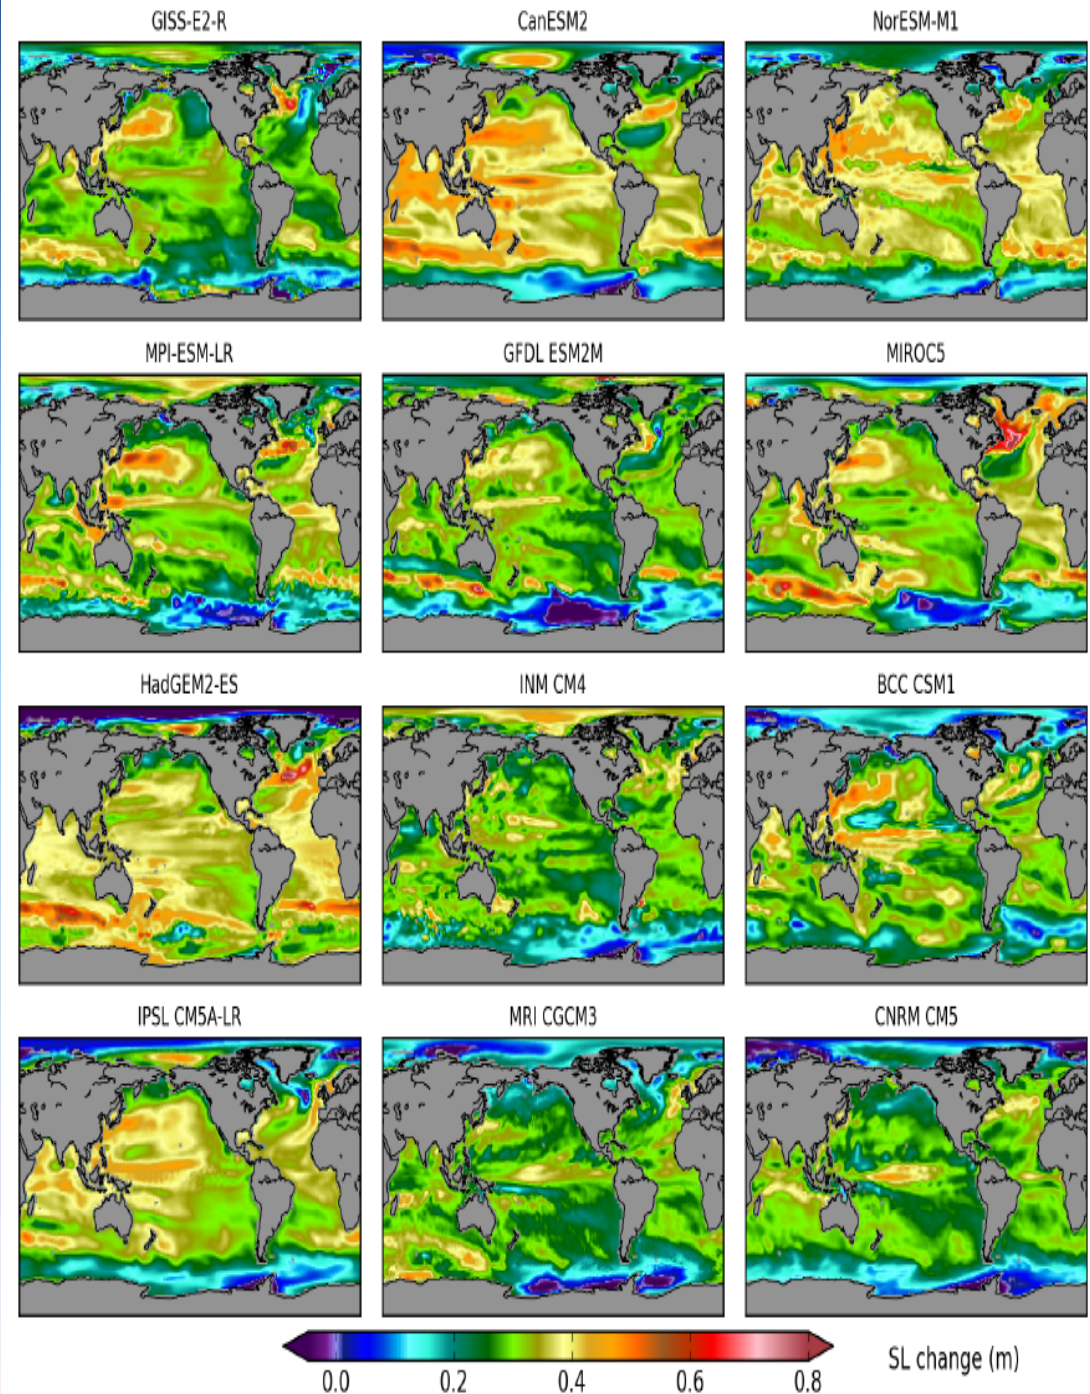 GISS-E2-R CanESM2 NorESM-M1
MPI-ESM-LR GFDL ESM2M MIROC5
HadGEM2-ES INM CM4 BCC CSM1
IPSL CM5A-LR MRI CGCM3 CNRM CM5
0.0 0.2 0.4 0.6 0.8
SL change (m)